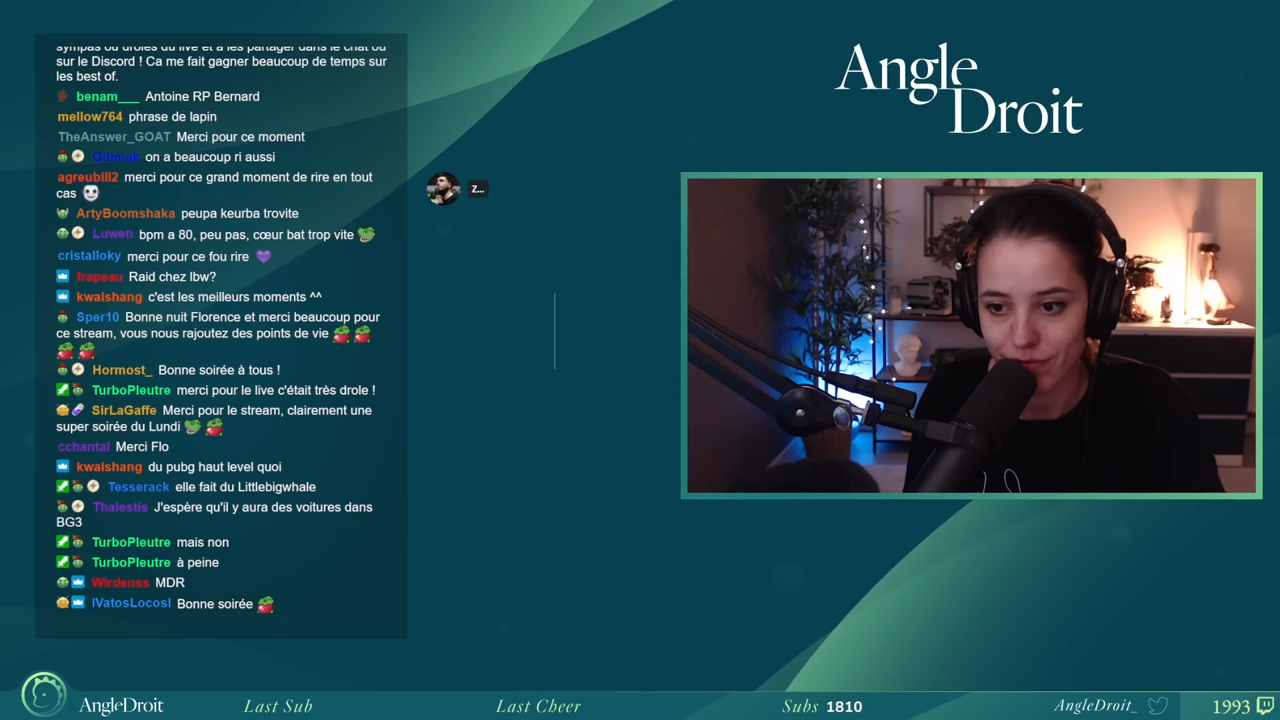 sympas ou drôles du live et à les partager dans le chat ou
sur le Discord ! Ca me fait gagner beaucoup de temps sur
les best of.
benam___ Antoine RP Bernard
mellow764 phrase de lapin
TheAnswer_GOAT Merci pour ce moment
Odimak on a beaucoup ri aussi
agreubill2 merci pour ce grand moment de rire en tout
cas
ArtyBoomshaka peupa keurba trovite
Luwen bpm a 80, peu pas, cœur bat trop vite
cristalloky merci pour ce fou rire
frapeau Raid chez lbw?
kwaishang c'est les meilleurs moments ^^
Sper10 Bonne nuit Florence et merci beaucoup pour
ce stream, vous nous rajoutez des points de vie
Hormost_ Bonne soirée à tous !
TurboPleutre merci pour le live c'était très drole !
SirLaGaffe Merci pour le stream, clairement une
super soirée du Lundi
cchantal Merci Flo
kwaishang du pubg haut level quoi
Tesserack elle fait du Littlebigwhale
Thalestis J'espère qu'il y aura des voitures dans
BG3
TurboPleutre mais non
TurboPleutre à peine
Wirdenss MDR
lVatosLocosl Bonne soirée
z...
Angle
Droit
AngleDroit
Last Sub
Last Cheer
Subs 1810
AngleDroit_
1993